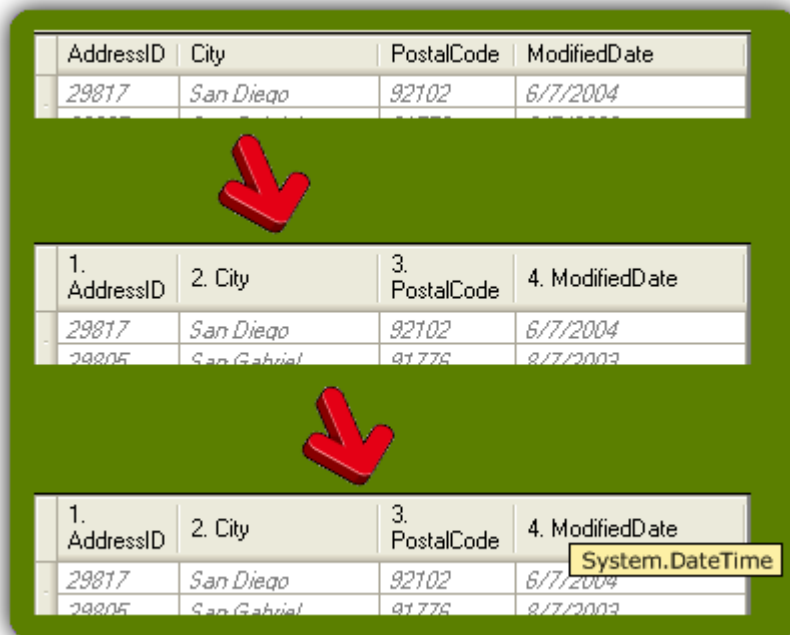 AddressID City PostalCode ModifiedDate
29817 San Diego 92102 6/7/2004
1. AddressID 2. City 3. PostalCode 4. ModifiedDate
29817 San Diego 92102 6/7/2004
29805 San Gabriel 91776 8/7/2003
1. AddressID 2. City 3. PostalCode 4. ModifiedDate
System.DateTime
29817 San Diego 92102 6/7/2004
29805 San Gabriel 91776 8/7/2003